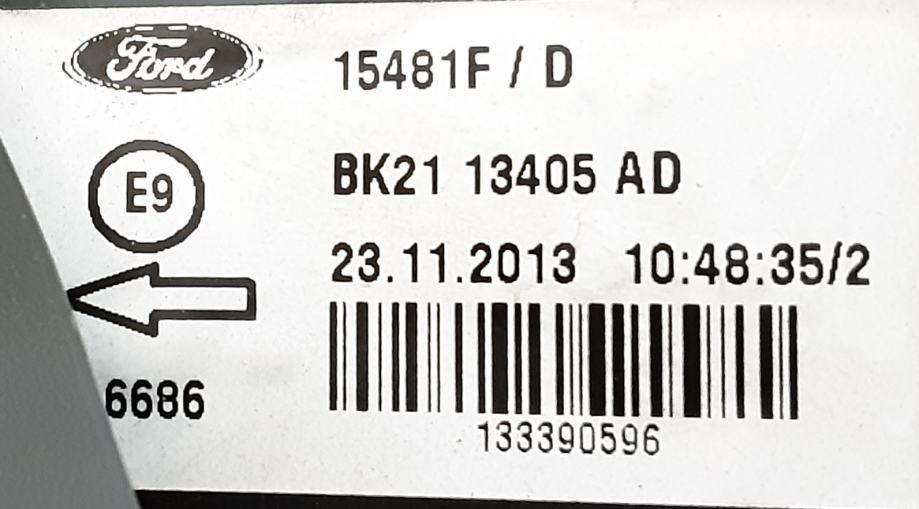 Ford
15481F / D
E9
BK21 13405 AD
23.11.2013 10:48:35/2
6686
133390596